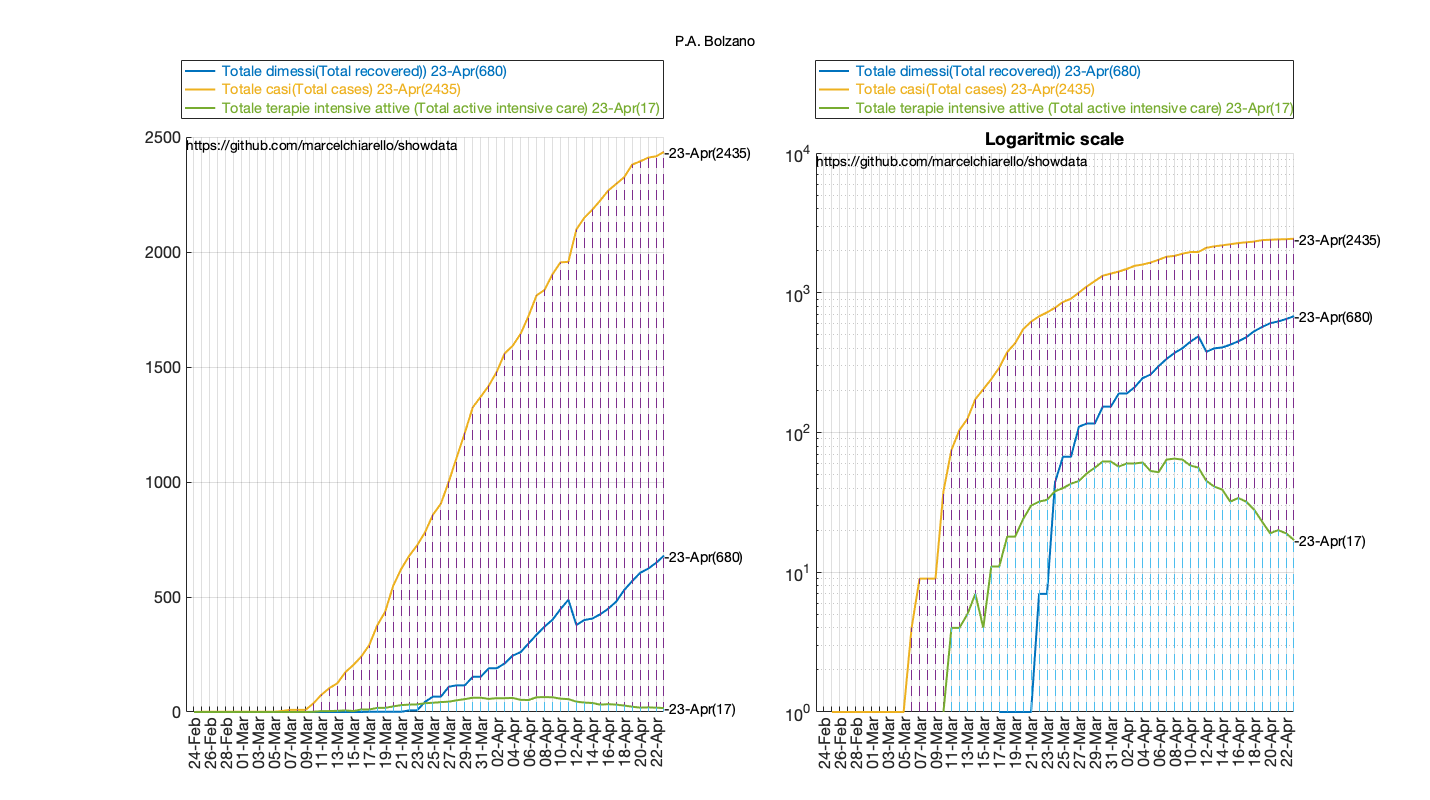 P.A. Bolzano
Totale dimessi(Total recovered)) 23-Apr(680)
Totale casi(Total cases) 23-Apr(2435)
Totale terapie intensive attive (Total active intensive care) 23-Apr(17)
https://github.com/marcelchiarello/showdata
2500
2000
1500
1000
500
0
-23-Apr(2435)
-23-Apr(680)
-23-Apr(17)
24-Feb
26-Feb
28-Feb
01-Mar
03-Mar
05-Mar
07-Mar
09-Mar
11-Mar
13-Mar
15-Mar
17-Mar
19-Mar
21-Mar
23-Mar
25-Mar
27-Mar
29-Mar
31-Mar
02-Apr
04-Apr
06-Apr
08-Apr
10-Apr
12-Apr
14-Apr
16-Apr
18-Apr
20-Apr
22-Apr
Totale dimessi(Total recovered)) 23-Apr(680)
Totale casi(Total cases) 23-Apr(2435)
Totale terapie intensive attive (Total active intensive care) 23-Apr(17)
Logaritmic scale
https://github.com/marcelchiarello/showdata
10^4
10^3
10^2
10^1
10^0
-23-Apr(2435)
-23-Apr(680)
-23-Apr(17)
24-Feb
26-Feb
28-Feb
01-Mar
03-Mar
05-Mar
07-Mar
09-Mar
11-Mar
13-Mar
15-Mar
17-Mar
19-Mar
21-Mar
23-Mar
25-Mar
27-Mar
29-Mar
31-Mar
02-Apr
04-Apr
06-Apr
08-Apr
10-Apr
12-Apr
14-Apr
16-Apr
18-Apr
20-Apr
22-Apr